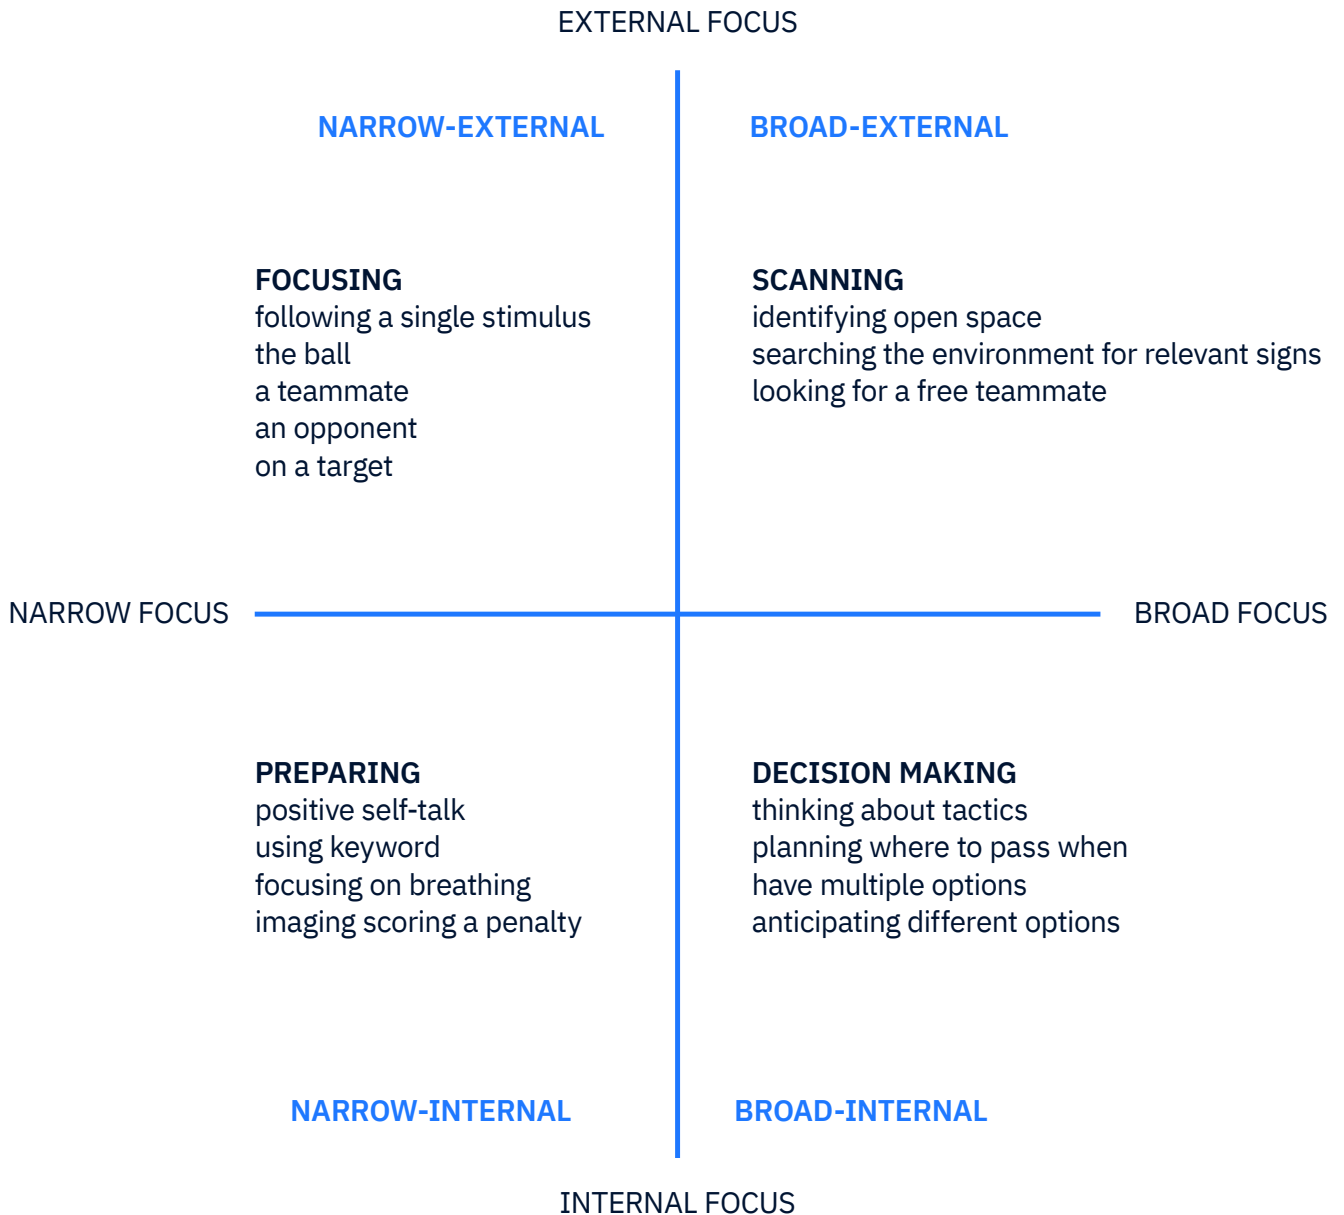 EXTERNAL FOCUS
NARROW-EXTERNAL
BROAD-EXTERNAL
FOCUSING
following a single stimulus
the ball
a teammate
an opponent
on a target
SCANNING
identifying open space
searching the environment for relevant signs
looking for a free teammate
NARROW FOCUS
BROAD FOCUS
PREPARING
positive self-talk
using keyword
focusing on breathing
imaging scoring a penalty
DECISION MAKING
thinking about tactics
planning where to pass when
have multiple options
anticipating different options
NARROW-INTERNAL
BROAD-INTERNAL
INTERNAL FOCUS